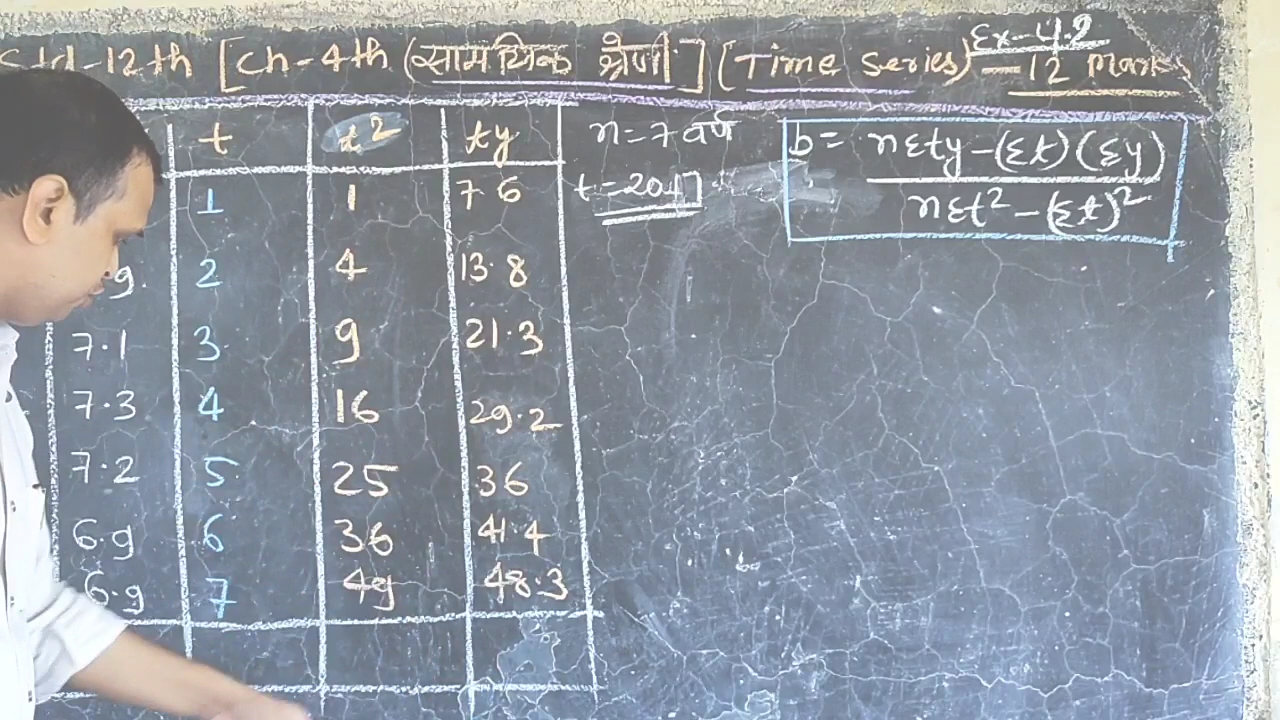 Std-12th [Ch-4th (सामयिक श्रेणी] (Time Series) Ex-4.2
-12 Marks
t t² ty n=7 वर्ष b = nΣty-(Σt)(Σy)
nΣt²-(Σt)²
1 1 7 6 t=2017
.9 2 4 13.8
7.1 3 9 21.3
7.3 4 16 29.2
7.2 5 25 36
6.9 6 36 41.4
6.9 7 49 48.3